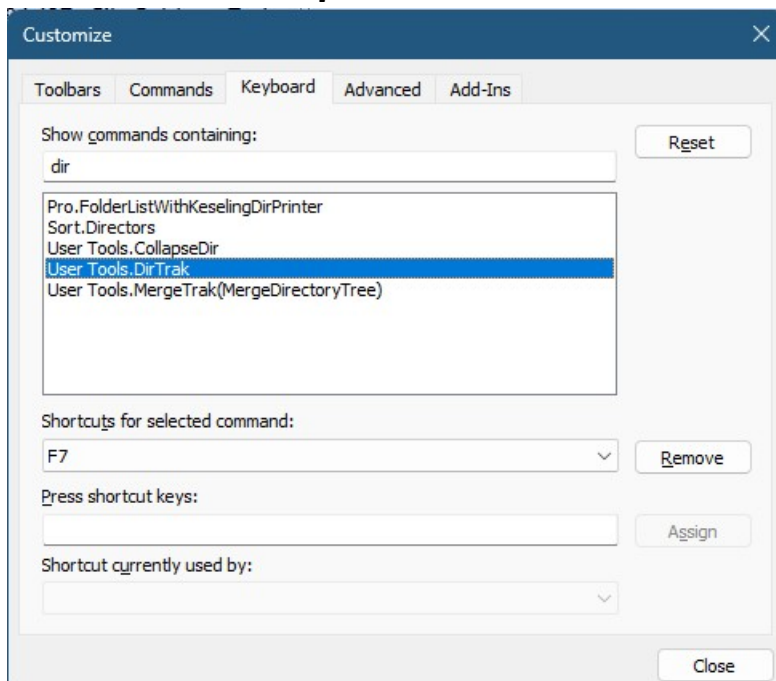 Customize
Toolbars Commands Keyboard Advanced Add-Ins
Show commands containing:
Reset
dir
Pro.FolderListWithKeselingDirPrinter
Sort.Directors
User Tools.CollapseDir
User Tools.DirTrak
User Tools.MergeTrak(MergeDirectoryTree)
Shortcuts for selected command:
F7
Remove
Press shortcut keys:
Assign
Shortcut currently used by:
Close